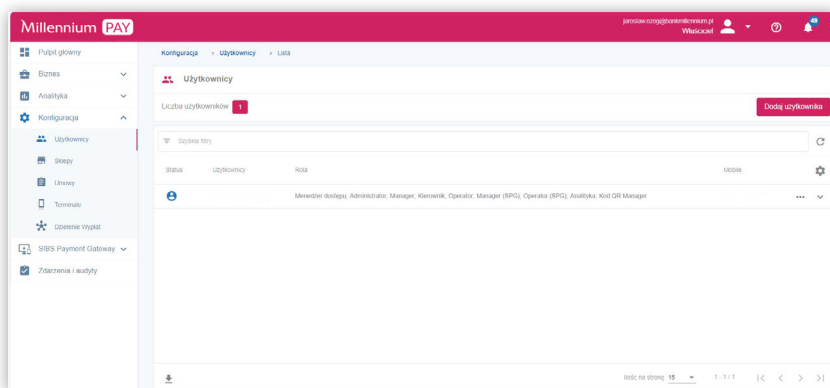 Millennium PAY
jaroslaw.ozog@bankmillennium.pl
Właściciel
49
Pulpit główny
Biznes
Analityka
Konfiguracja
Użytkownicy
Sklepy
Umowy
Terminale
Dzielenie Wypłat
SIBS Payment Gateway
Zdarzenia i audyty
Konfiguracja > Użytkownicy > Lista
Użytkownicy
Liczba użytkowników 1
Dodaj użytkownika
Szybkie filtry
Status Użytkownicy Rola Mobile
Menedżer dostępu, Administrator, Manager, Kierownik, Operator, Manager (SPG), Operator (SPG), Analityka, Kod QR Manager
Ilość na stronę 15 1 - 1 / 1